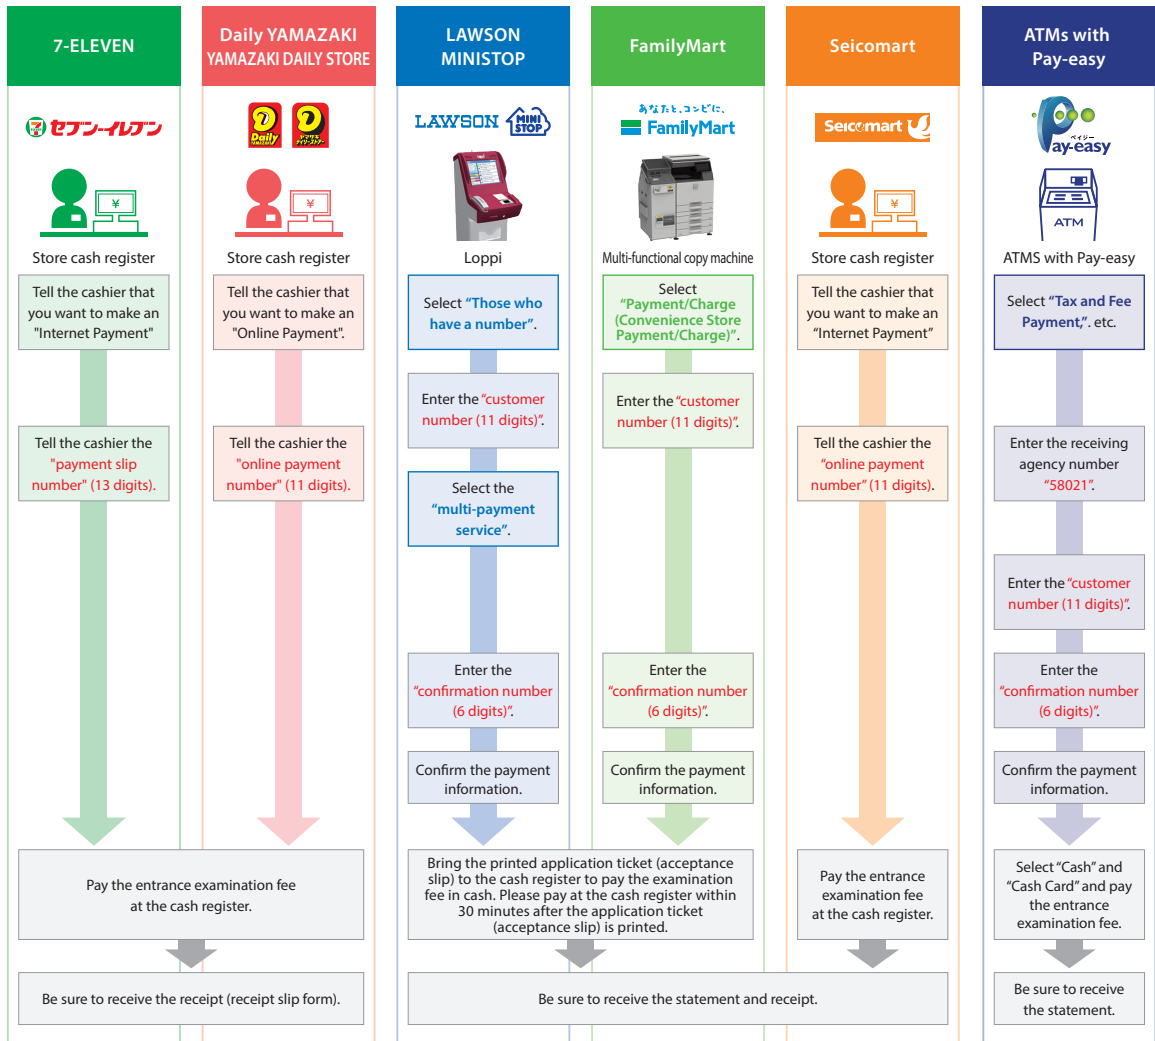 7-ELEVEN
セブン-イレブン
¥
Store cash register
Tell the cashier that
you want to make an
"Internet Payment"
Tell the cashier the
"payment slip
number" (13 digits).
Daily YAMAZAKI
YAMAZAKI DAILY STORE
Daily
YAMAZAKI
ヤマザキ
デイリーストアー
¥
Store cash register
Tell the cashier that
you want to make an
"Online Payment".
Tell the cashier the
"online payment
number" (11 digits).
Pay the entrance examination fee
at the cash register.
Be sure to receive the receipt (receipt slip form).
LAWSON
MINISTOP
LAWSON
MINI
STOP
Loppi
Select “Those who
have a number”.
Enter the “customer
number (11 digits)”.
Select the
“multi-payment
service”.
Enter the
“confirmation number
(6 digits)”.
Confirm the payment
information.
FamilyMart
あなたと、コンビに、
FamilyMart
Multi-functional copy machine
Select
“Payment/Charge
(Convenience Store
Payment/Charge)”.
Enter the “customer
number (11 digits)”.
Enter the
“confirmation number
(6 digits)”.
Confirm the payment
information.
Bring the printed application ticket (acceptance
slip) to the cash register to pay the examination
fee in cash. Please pay at the cash register within
30 minutes after the application ticket
(acceptance slip) is printed.
Seicomart
Seicomart
¥
Store cash register
Tell the cashier that
you want to make an
“Internet Payment”
Tell the cashier the
“online payment
number” (11 digits).
Pay the entrance
examination fee
at the cash register.
Be sure to receive the statement and receipt.
ATMs with
Pay-easy
ペイジー
Pay-easy
ATM
ATMS with Pay-easy
Select “Tax and Fee
Payment,”. etc.
Enter the receiving
agency number
“58021”.
Enter the “customer
number (11 digits)”.
Enter the
“confirmation number
(6 digits)”.
Confirm the payment
information.
Select “Cash” and
“Cash Card” and pay
the entrance
examination fee.
Be sure to receive
the statement.